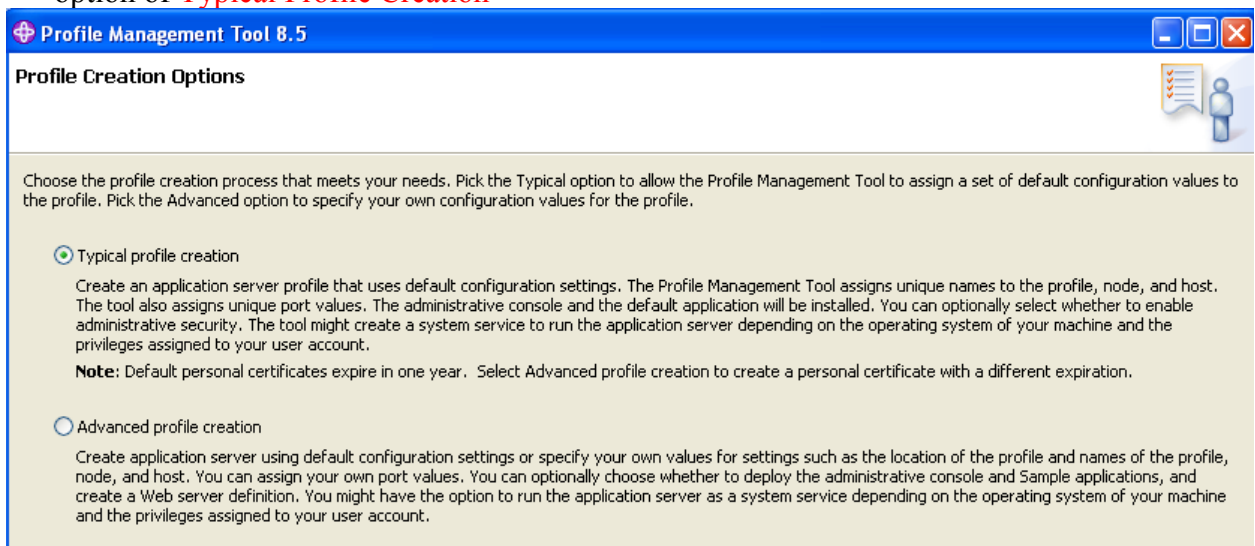 option of Typical Profile Creation
Profile Management Tool 8.5
Profile Creation Options
Choose the profile creation process that meets your needs. Pick the Typical option to allow the Profile Management Tool to assign a set of default configuration values to
the profile. Pick the Advanced option to specify your own configuration values for the profile.
Typical profile creation
Create an application server profile that uses default configuration settings. The Profile Management Tool assigns unique names to the profile, node, and host.
The tool also assigns unique port values. The administrative console and the default application will be installed. You can optionally select whether to enable
administrative security. The tool might create a system service to run the application server depending on the operating system of your machine and the
privileges assigned to your user account.
Note: Default personal certificates expire in one year. Select Advanced profile creation to create a personal certificate with a different expiration.
Advanced profile creation
Create application server using default configuration settings or specify your own values for settings such as the location of the profile and names of the profile,
node, and host. You can assign your own port values. You can optionally choose whether to deploy the administrative console and Sample applications, and
create a Web server definition. You might have the option to run the application server as a system service depending on the operating system of your machine
and the privileges assigned to your user account.